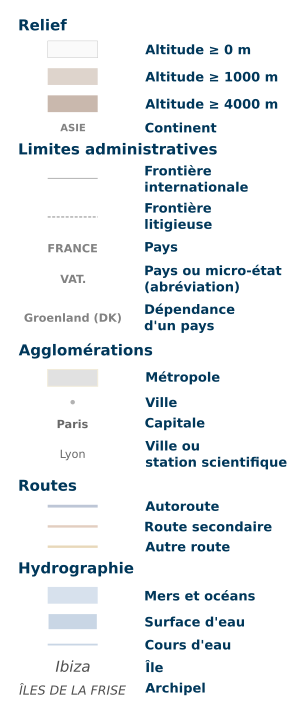 Relief
Altitude ≥ 0 m
Altitude ≥ 1000 m
Altitude ≥ 4000 m
ASIE Continent
Limites administratives
Frontière
internationale
Frontière
litigieuse
FRANCE Pays
VAT. Pays ou micro-état
(abréviation)
Groenland (DK) Dépendance
d'un pays
Agglomérations
Métropole
Ville
Paris Capitale
Lyon Ville ou
station scientifique
Routes
Autoroute
Route secondaire
Autre route
Hydrographie
Mers et océans
Surface d'eau
Cours d'eau
Ibiza Île
ÎLES DE LA FRISE Archipel